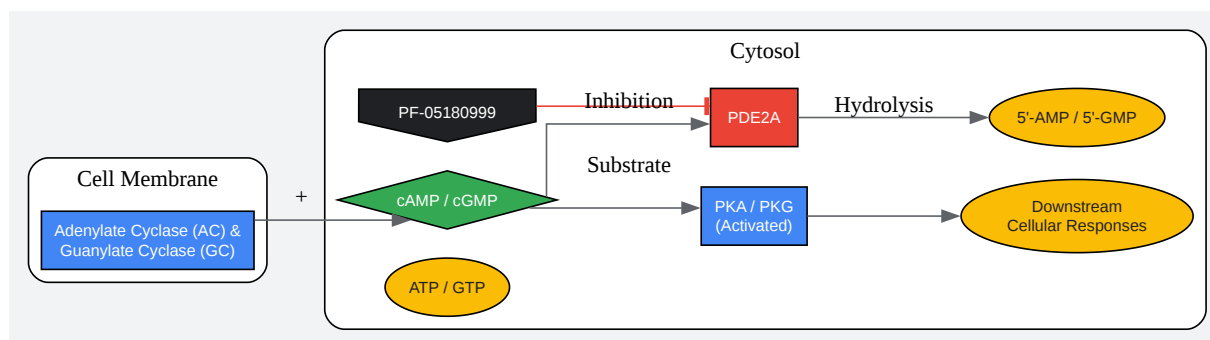 Cytosol
PF-05180999
Inhibition
PDE2A
Hydrolysis
5'-AMP / 5'-GMP
Cell Membrane
+
Substrate
cAMP / cGMP
Adenylate Cyclase (AC) &
Guanylate Cyclase (GC)
PKA / PKG
(Activated)
Downstream
Cellular Responses
ATP / GTP